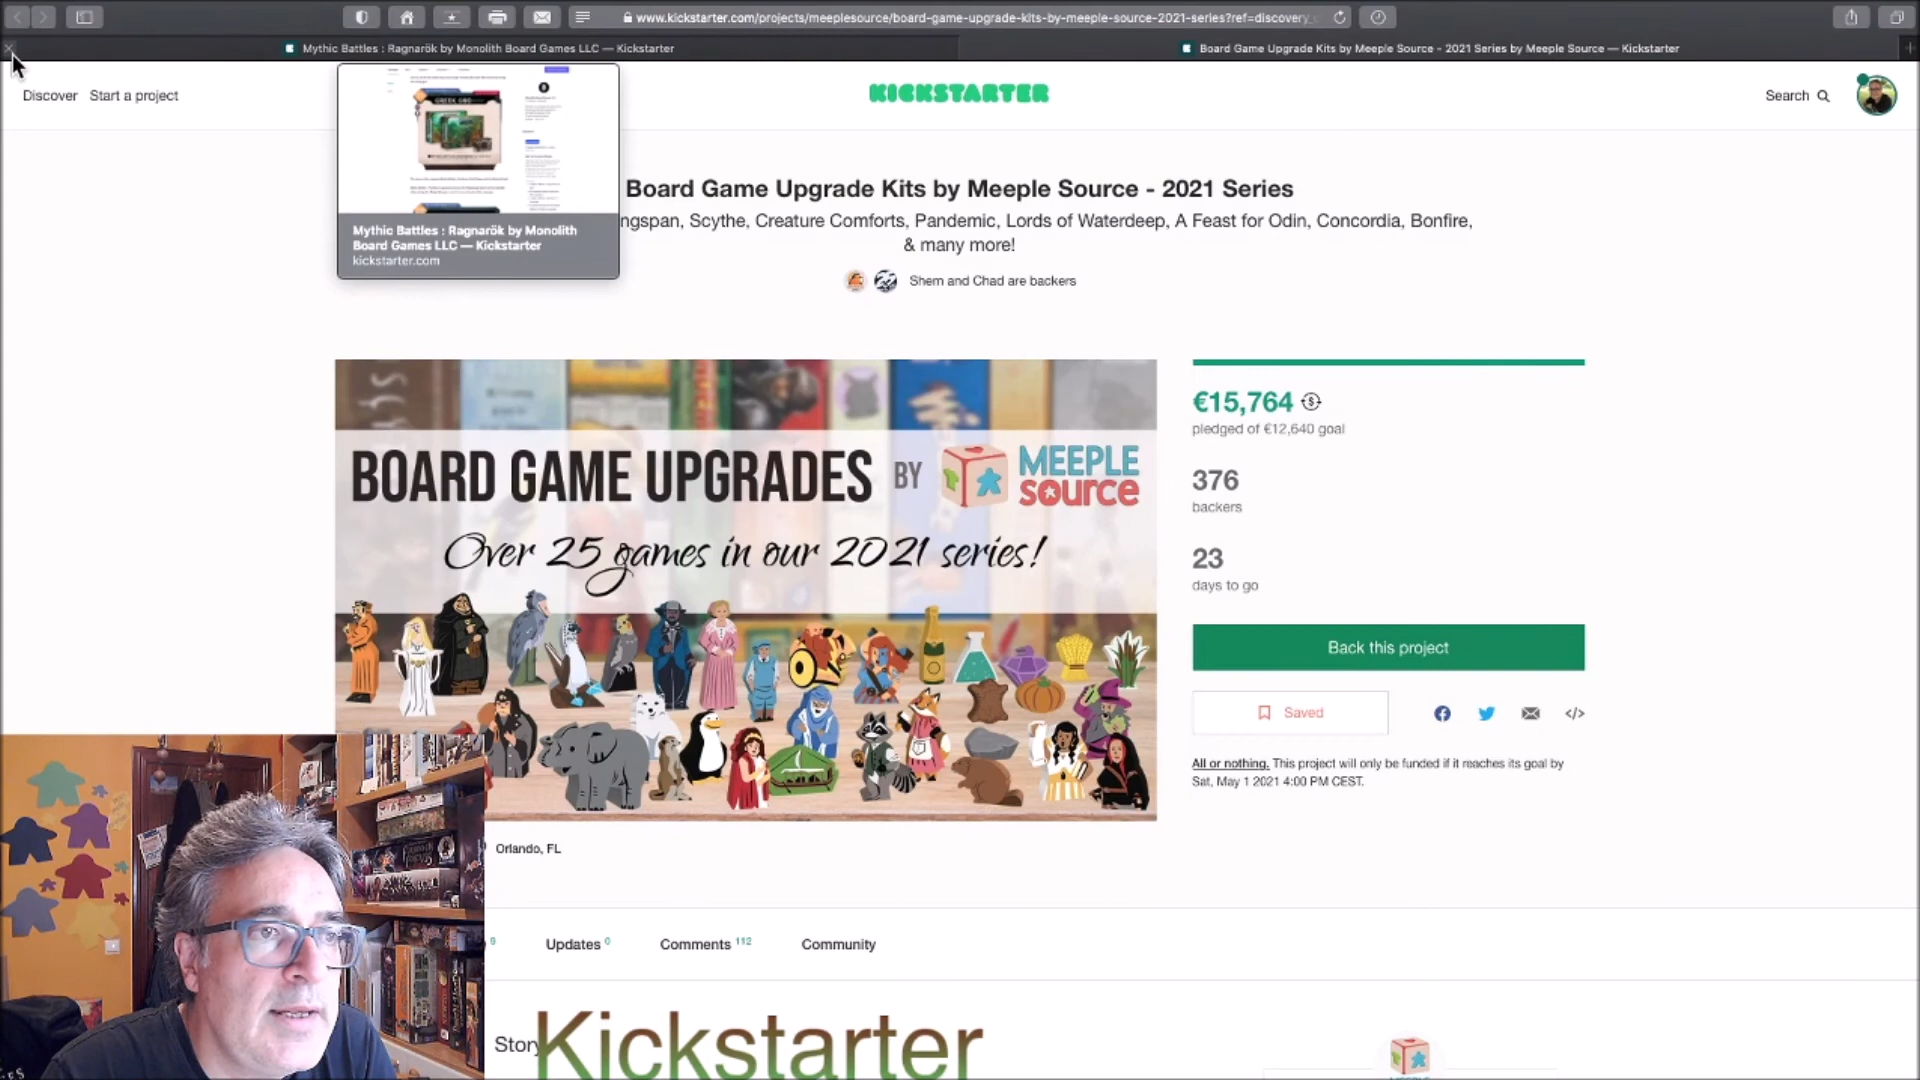 www.kickstarter.com/projects/meeplesource/board-game-upgrade-kits-by-meeple-source-2021-series?ref=discovery_
Mythic Battles : Ragnarök by Monolith Board Games LLC — Kickstarter
Board Game Upgrade Kits by Meeple Source - 2021 Series by Meeple Source — Kickstarter
Discover Start a project
KICKSTARTER
Search
Mythic Battles : Ragnarök by Monolith
Board Games LLC — Kickstarter
kickstarter.com
Board Game Upgrade Kits by Meeple Source - 2021 Series
ngspan, Scythe, Creature Comforts, Pandemic, Lords of Waterdeep, A Feast for Odin, Concordia, Bonfire,
& many more!
Shem and Chad are backers
BOARD GAME UPGRADES BY MEEPLE SOURCE
Over 25 games in our 2021 series!
€15,764
pledged of €12,640 goal
376
backers
23
days to go
Back this project
Saved
All or nothing. This project will only be funded if it reaches its goal by
Sat, May 1 2021 4:00 PM CEST.
Orlando, FL
9 Updates 0 Comments 112 Community
Story
Kickstarter
MEEPLE